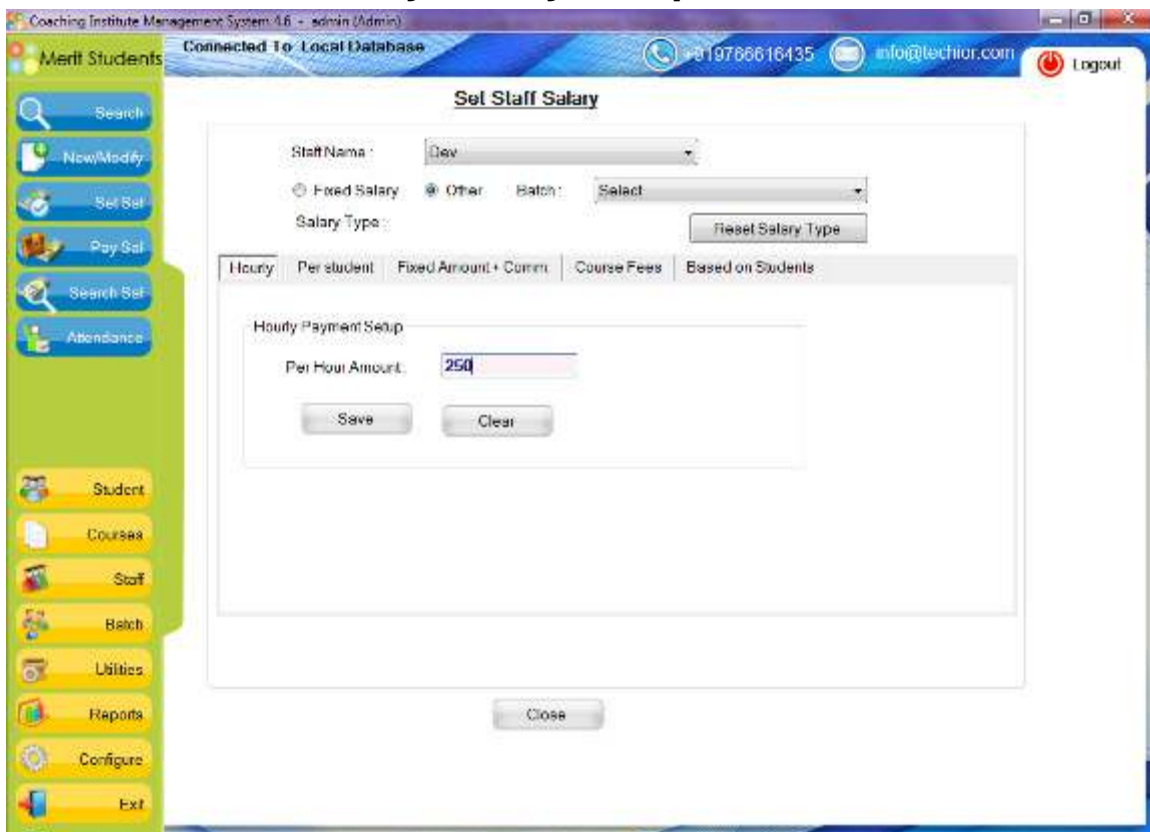 Coaching Institute Management System 4.6 - admin (Admin)
Merit Students
Connected To Local Database
+919766616435
info@techior.com
Logout
Search
New/Modify
Set Sal
Pay Sal
Search Sal
Attendance
Student
Courses
Staff
Batch
Utilities
Reports
Configure
Exit
Set Staff Salary
Staff Name :
Dev
Fixed Salary
Other
Batch :
Select
Salary Type :
Reset Salary Type
Hourly
Per student
Fixed Amount + Comm
Course Fees
Based on Students
Hourly Payment Setup
Per Hour Amount :
250
Save
Clear
Close